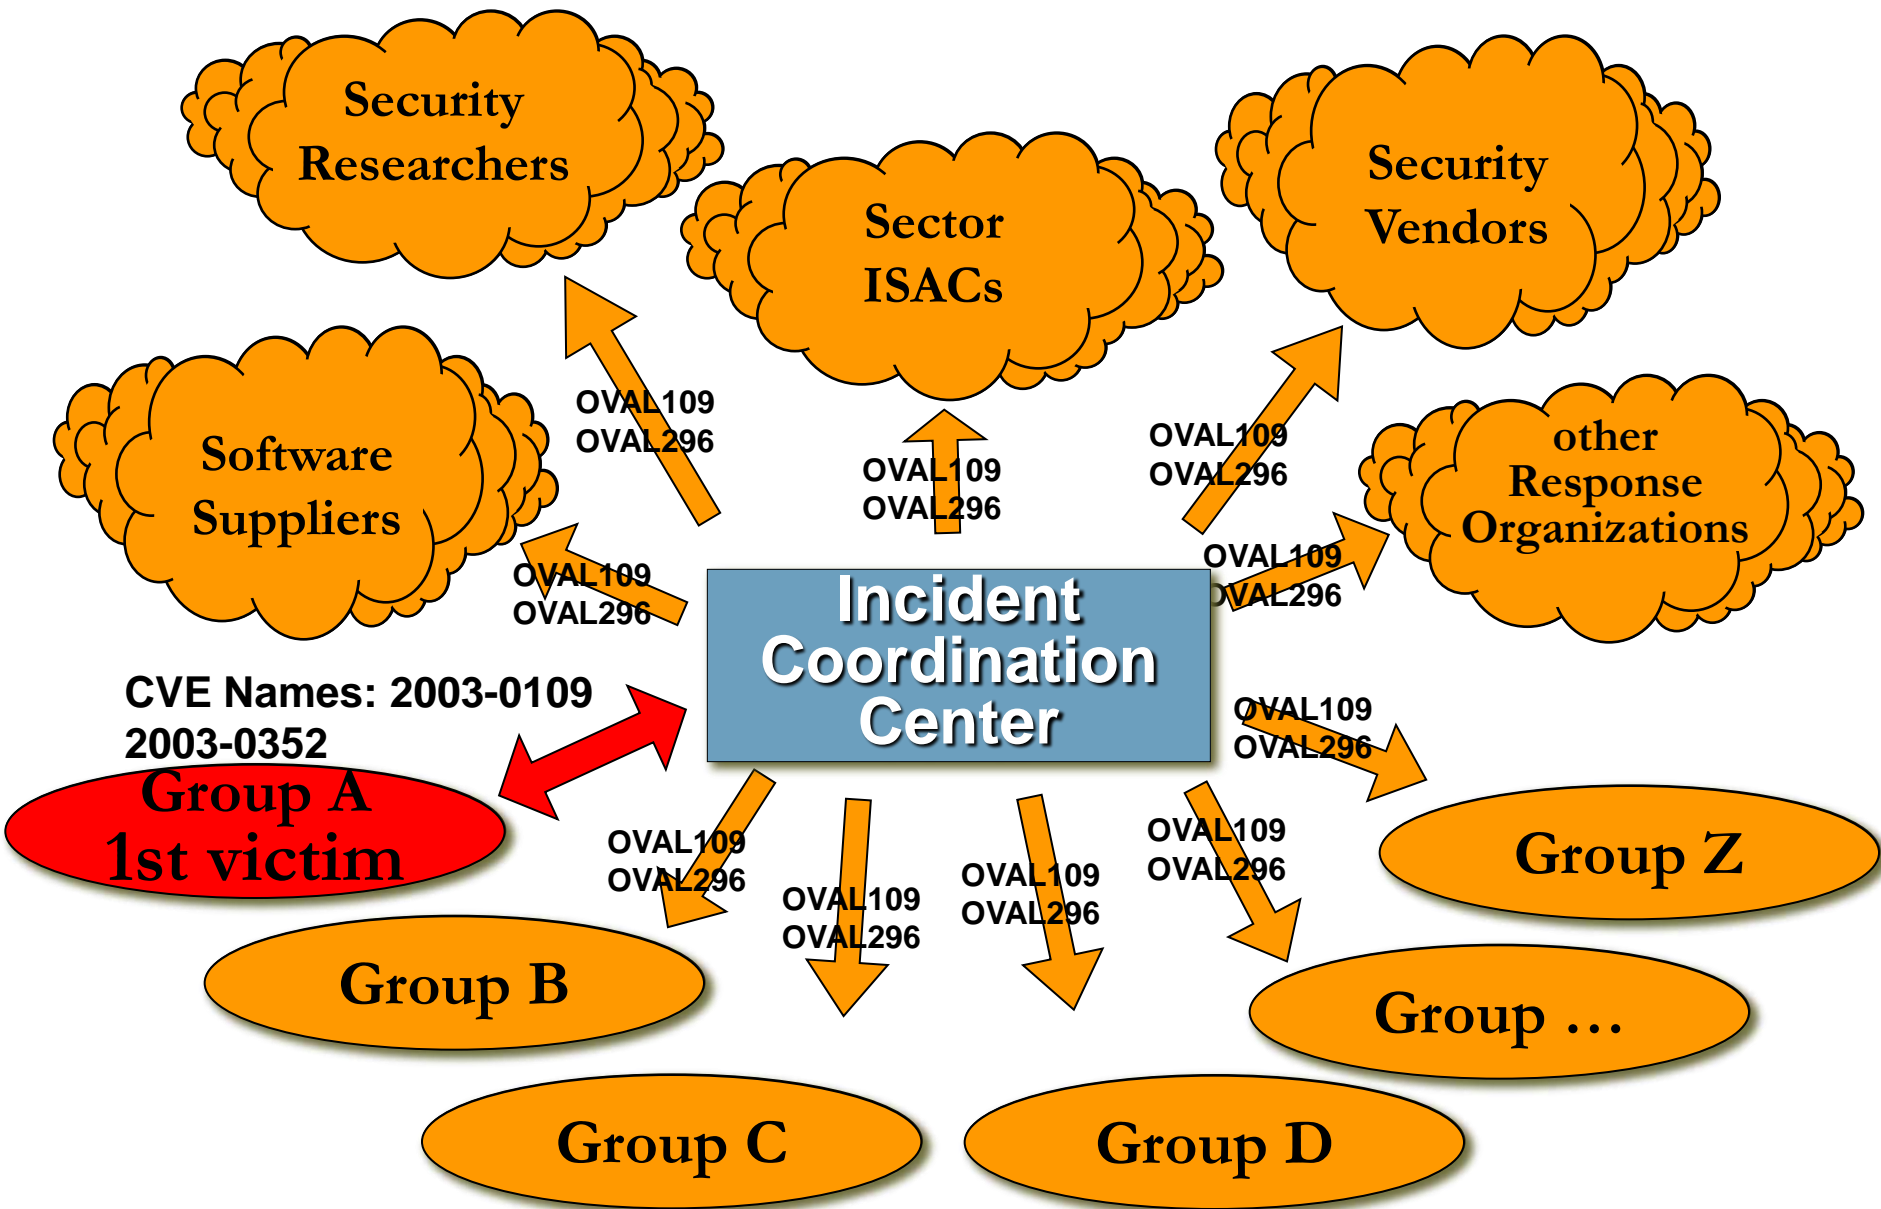 Security
Researchers
Sector
ISACs
Security
Vendors
Software
Suppliers
other
Response
Organizations
OVAL109
OVAL296
OVAL109
OVAL296
OVAL109
OVAL296
OVAL109
OVAL296
OVAL109
OVAL296
Incident
Coordination
Center
CVE Names: 2003-0109
2003-0352
Group A
1st victim
OVAL109
OVAL296
OVAL109
OVAL296
OVAL109
OVAL296
OVAL109
OVAL296
OVAL109
OVAL296
Group Z
Group B
Group …
Group C
Group D